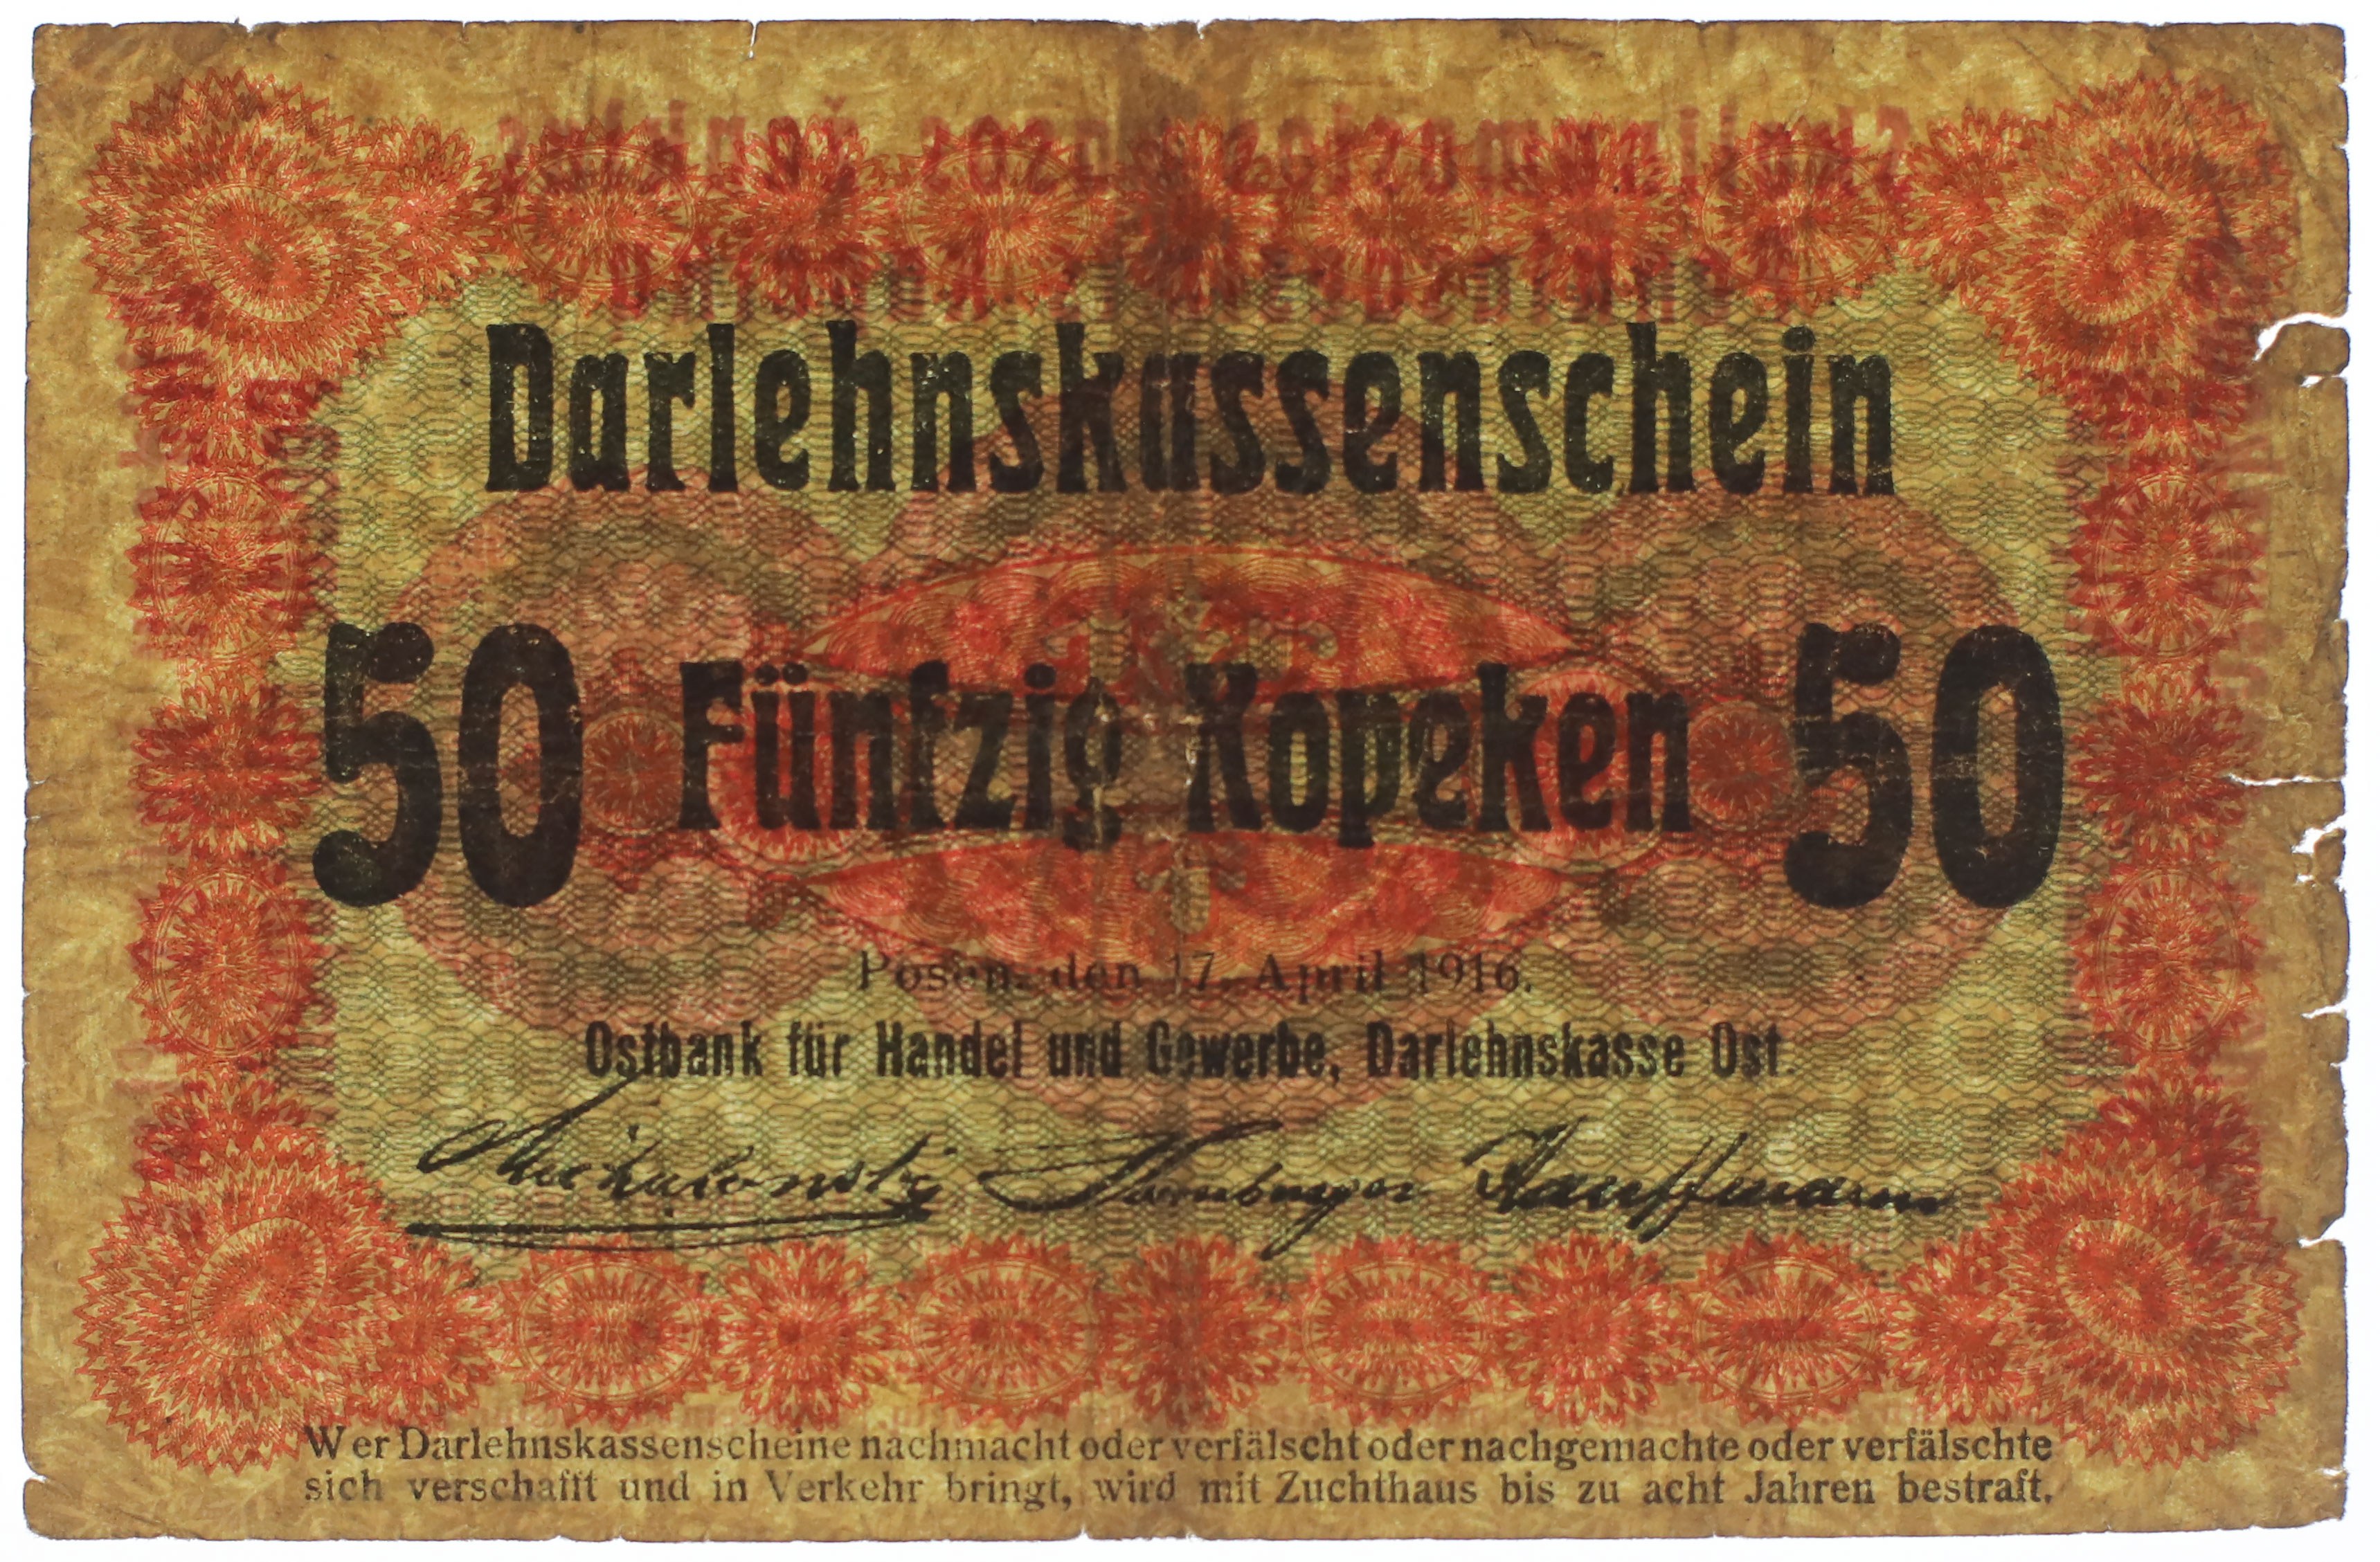 Darlehnskassenschein
50 Fünfzig Kopeken 50
Posen, den 17. April 1916.
Ostbank für Handel und Gewerbe, Darlehnskasse Ost.
Kauffmann
Wer Darlehnskassenscheine nachmacht oder verfälscht oder nachgemachte oder verfälschte
sich verschafft und in Verkehr bringt, wird mit Zuchthaus bis zu acht Jahren bestraft.